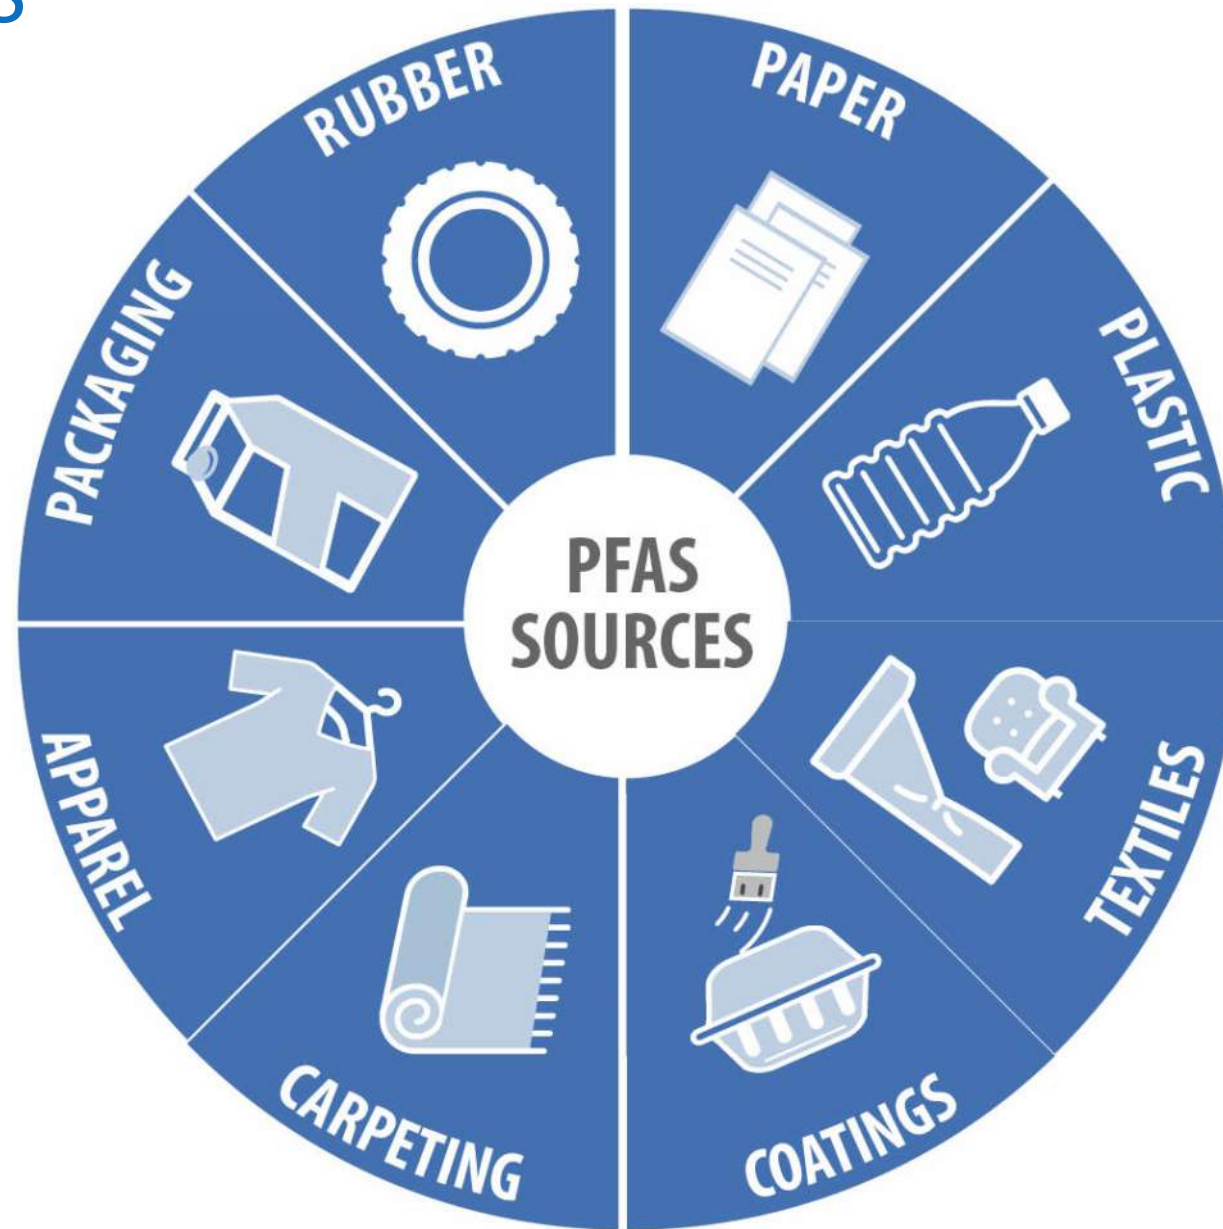 PFAS
SOURCES
PAPER
PLASTIC
TEXTILES
COATINGS
CARPETING
APPAREL
PACKAGING
RUBBER